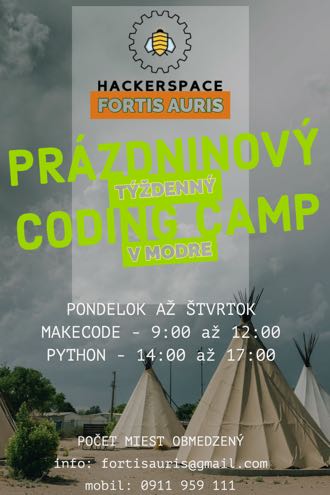 HACKERSPACE
FORTIS AURIS
PRÁZDNINOVÝ
TÝŽDENNÝ
CODING CAMP
V MODRE
PONDELOK AŽ ŠTVRTOK
MAKECODE - 9:00 až 12:00
PYTHON - 14:00 až 17:00
POČET MIEST OBMEDZENÝ
info: fortisauris@gmail.com
mobil: 0911 959 111